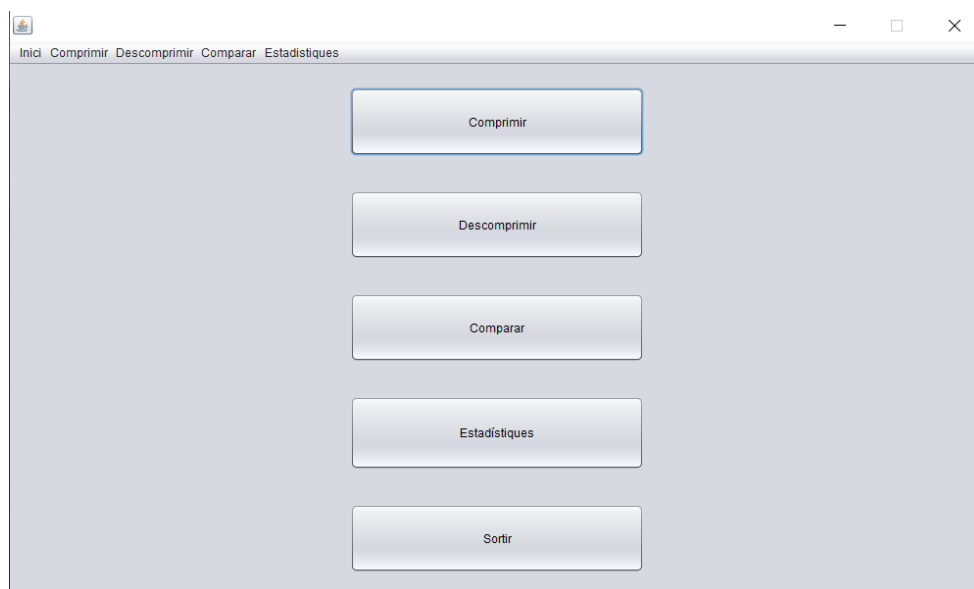 Inici Comprimir Descomprimir Comparar Estadistiques
Comprimir
Descomprimir
Comparar
Estadístiques
Sortir